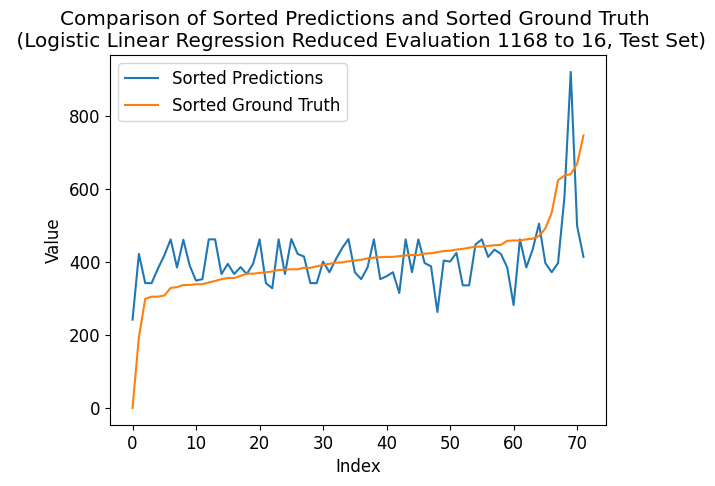 Comparison of Sorted Predictions and Sorted Ground Truth
(Logistic Linear Regression Reduced Evaluation 1168 to 16, Test Set)
Sorted Predictions
Sorted Ground Truth
800
600
400
200
0
Value
0 10 20 30 40 50 60 70
Index